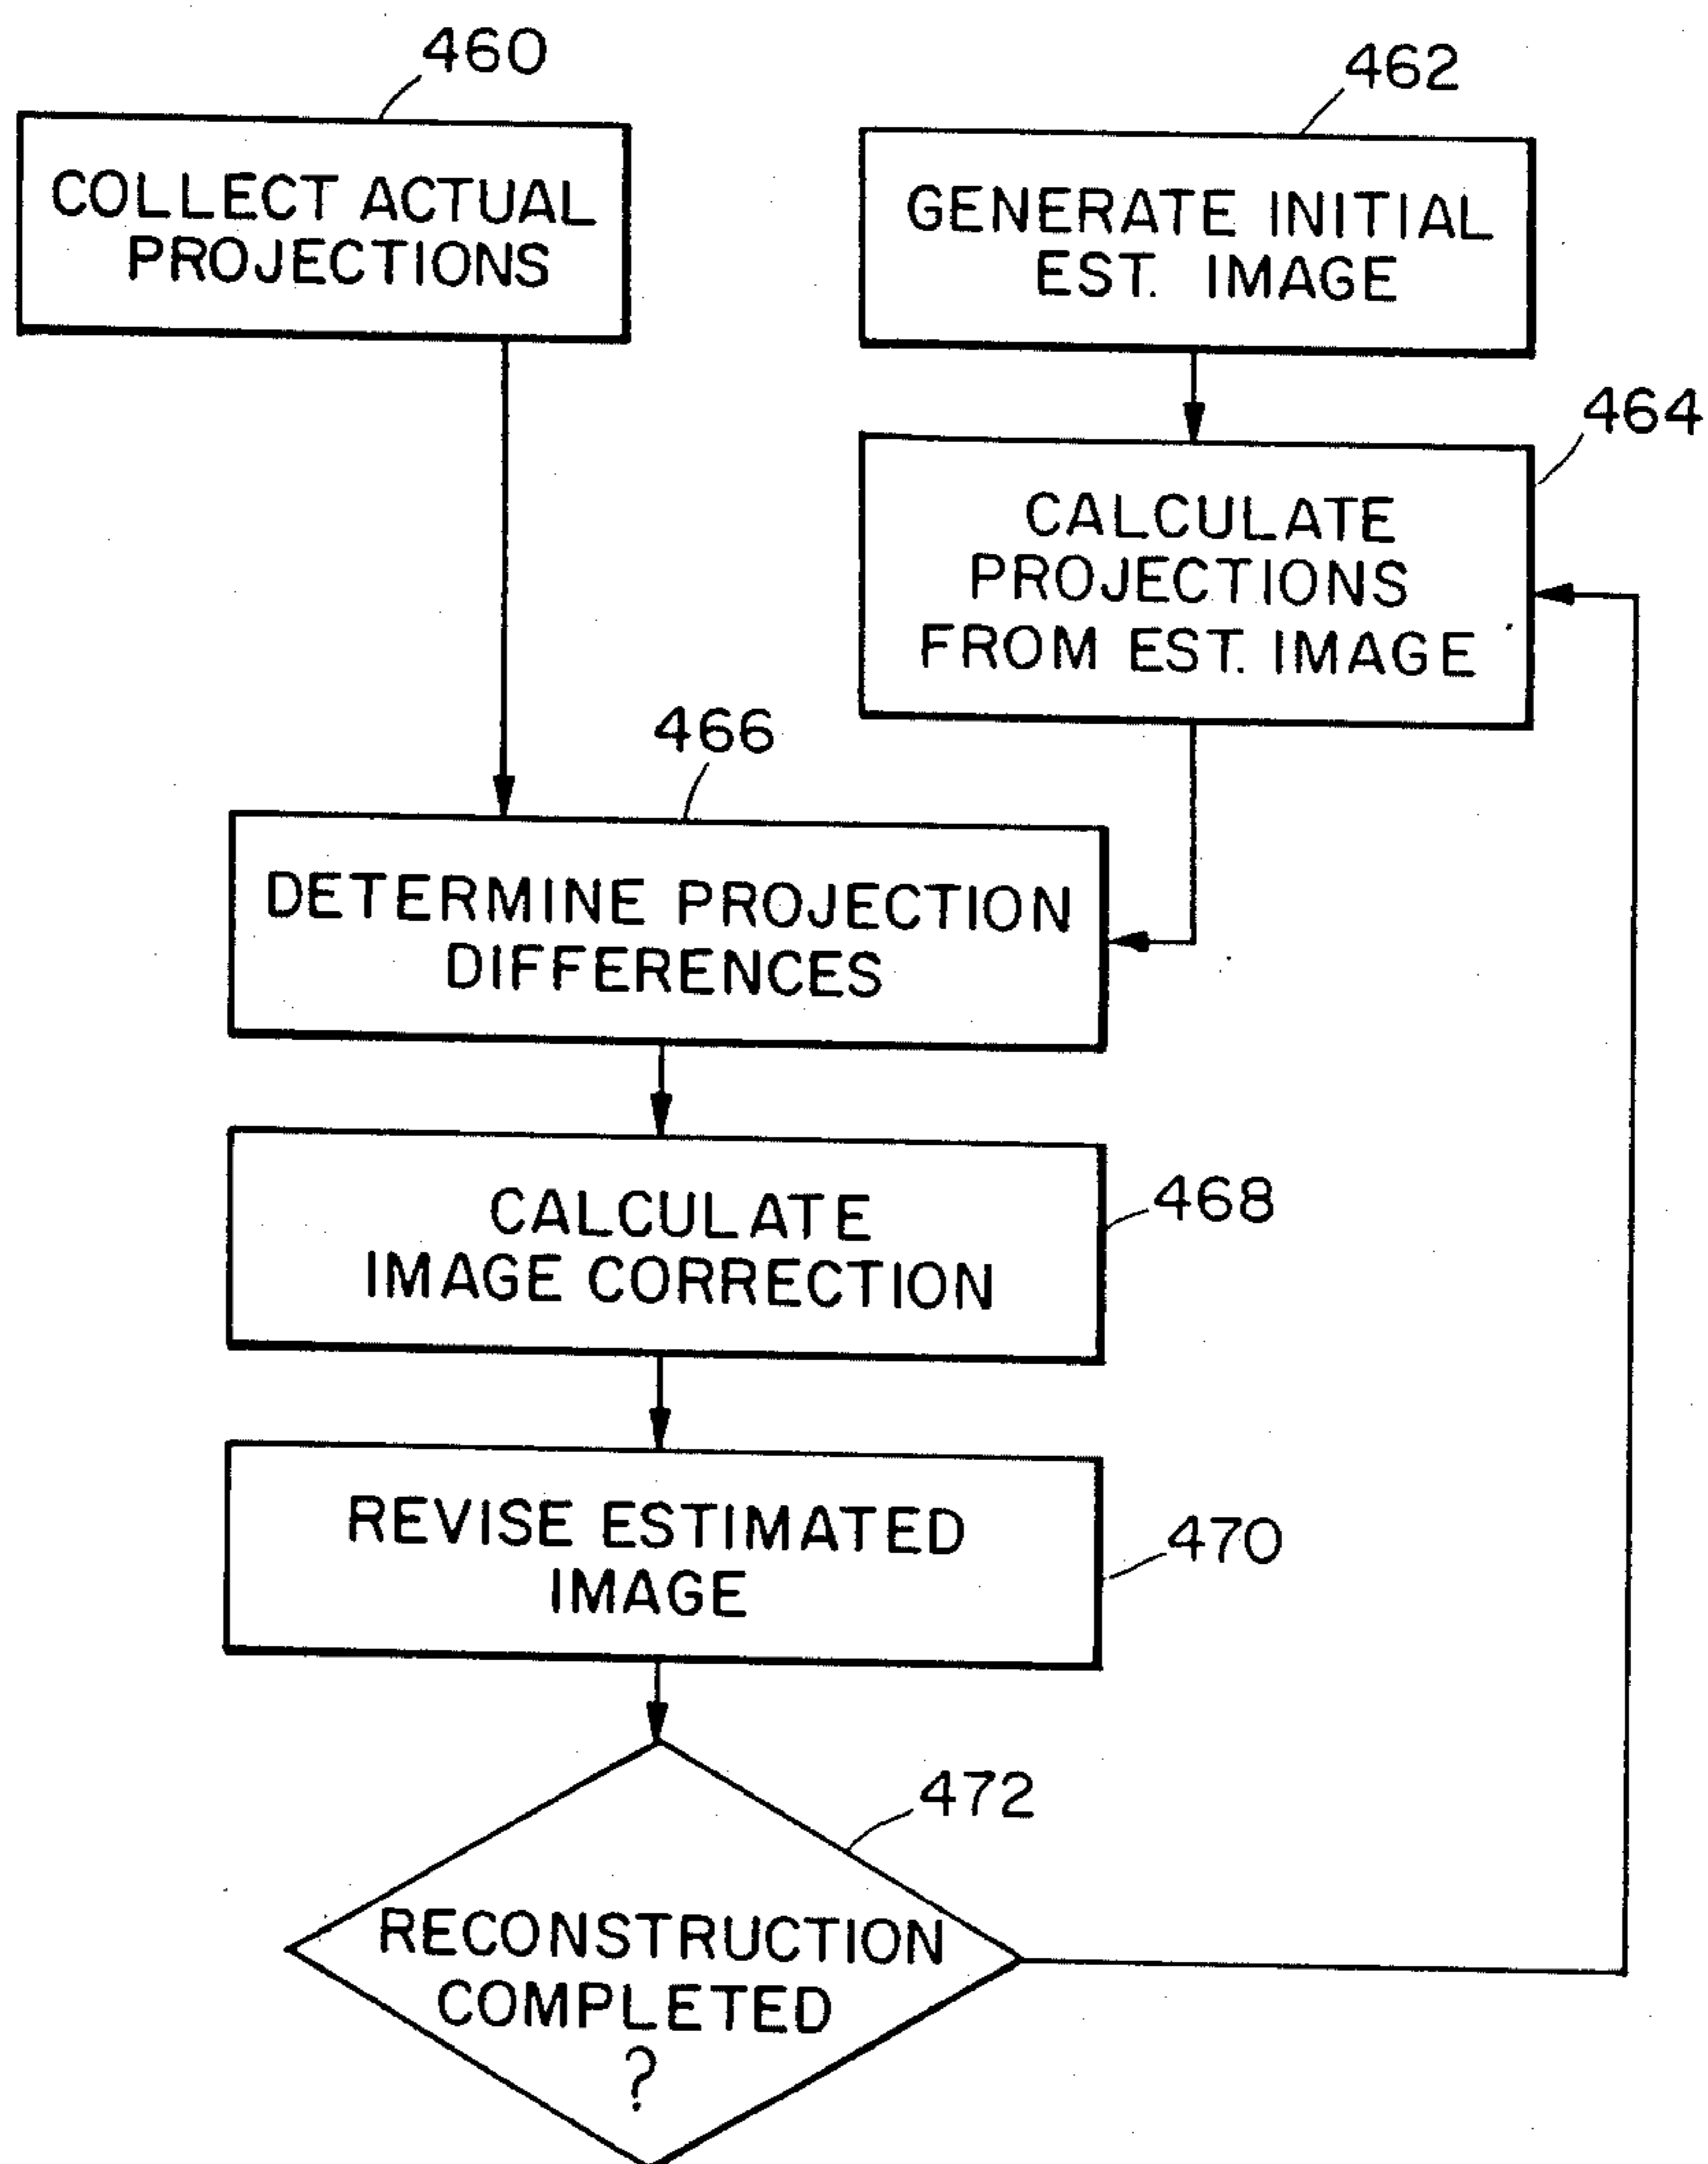 460
COLLECT ACTUAL
PROJECTIONS
462
GENERATE INITIAL
EST. IMAGE
464
CALCULATE
PROJECTIONS
FROM EST. IMAGE
466
DETERMINE PROJECTION
DIFFERENCES
468
CALCULATE
IMAGE CORRECTION
470
REVISE ESTIMATED
IMAGE
472
RECONSTRUCTION
COMPLETED
?